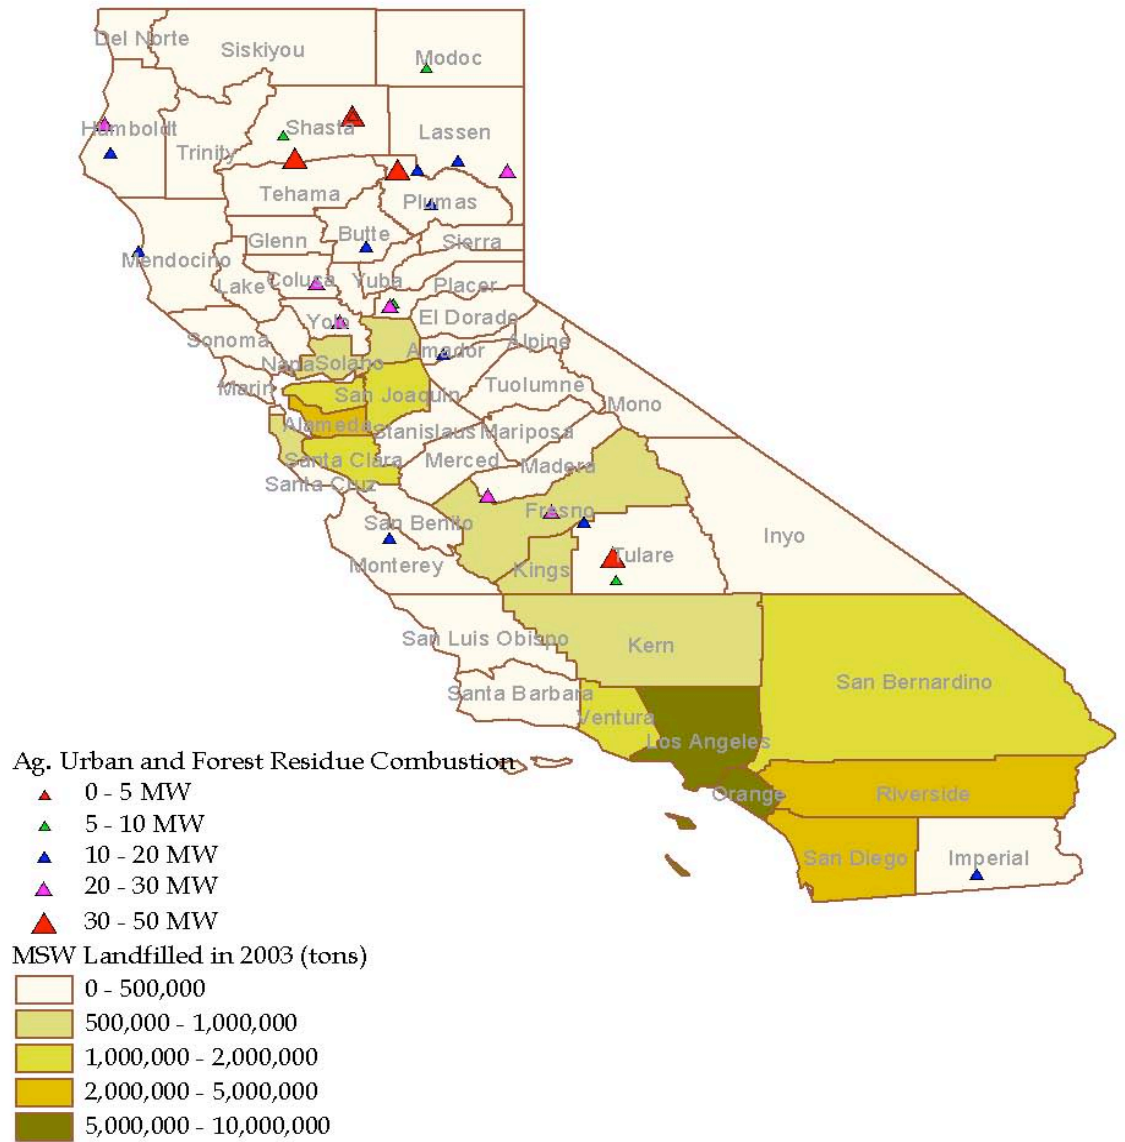 Del Norte
Siskiyou
Modoc
Humboldt
Shasta
Lassen
Trinity
Tehama
Plumas
Glenn
Butte
Sierra
Mendocino
Lake
Colusa
Yuba
Placer
Yolo
El Dorado
Sonoma
Napa
Solano
Amador
Alpine
Marin
San Joaquin
Tuolumne
Mono
Alameda
Stanislaus
Mariposa
Santa Clara
Merced
Madera
Santa Cruz
San Benito
Fresno
Inyo
Monterey
Kings
Tulare
San Luis Obispo
Kern
San Bernardino
Santa Barbara
Ventura
Los Angeles
Orange
Riverside
San Diego
Imperial
Ag. Urban and Forest Residue Combustion
0 - 5 MW
5 - 10 MW
10 - 20 MW
20 - 30 MW
30 - 50 MW
MSW Landfilled in 2003 (tons)
0 - 500,000
500,000 - 1,000,000
1,000,000 - 2,000,000
2,000,000 - 5,000,000
5,000,000 - 10,000,000